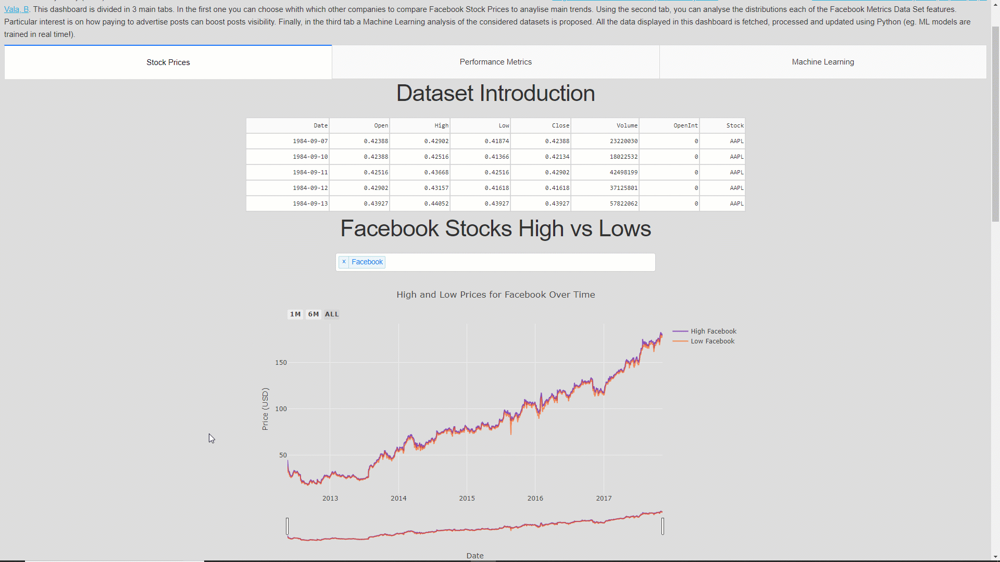 Vala, B. This dashboard is divided in 3 main tabs. In the first one you can choose whith which other companies to compare Facebook Stock Prices to anaylise main trends. Using the second tab, you can analyse the distributions each of the Facebook Metrics Data Set features.
Particular interest is on how paying to advertise posts can boost posts visibility. Finally, in the third tab a Machine Learning analysis of the considered datasets is proposed. All the data displayed in this dashboard is fetched, processed and updated using Python (eg. ML models are
trained in real time!).
Stock Prices Performance Metrics Machine Learning
Dataset Introduction
Date Open High Low Close Volume OpenInt Stock
1984-09-07 0.42388 0.42902 0.41874 0.42388 23220030 0 AAPL
1984-09-10 0.42388 0.42516 0.41366 0.42134 18022532 0 AAPL
1984-09-11 0.42516 0.43668 0.42516 0.42902 42498199 0 AAPL
1984-09-12 0.42902 0.43157 0.41618 0.41618 37125801 0 AAPL
1984-09-13 0.43927 0.44052 0.43927 0.43927 57822062 0 AAPL
Facebook Stocks High vs Lows
× Facebook
High and Low Prices for Facebook Over Time
1M 6M ALL
High Facebook
Low Facebook
150
100
50
Price (USD)
2013 2014 2015 2016 2017
Date